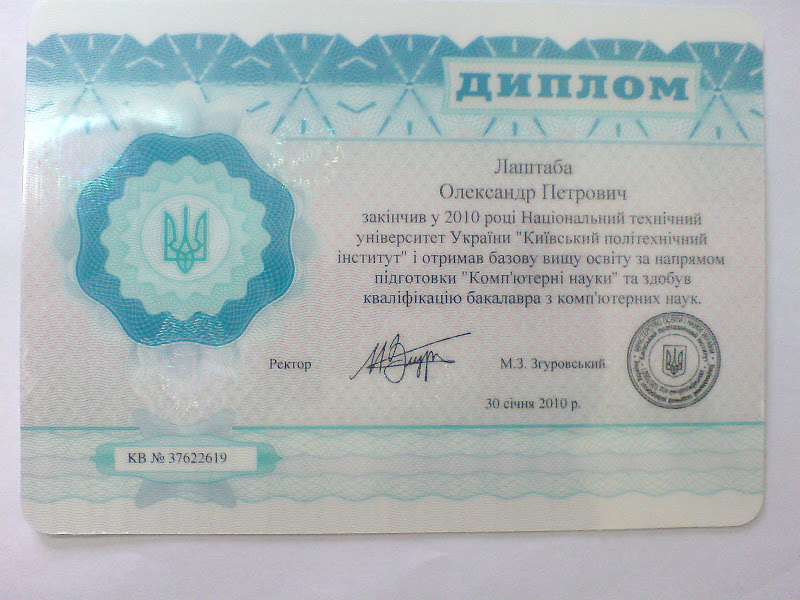 ДИПЛОМ
Лаштаба
Олександр Петрович
закінчив у 2010 році Національний технічний
університет України "Київський політехнічний
інститут" і отримав базову вищу освіту за напрямом
підготовки "Комп'ютерні науки" та здобув
кваліфікацію бакалавра з комп'ютерних наук.
Ректор
М.З. Згуровський
30 січня 2010 р.
КВ № 37622619